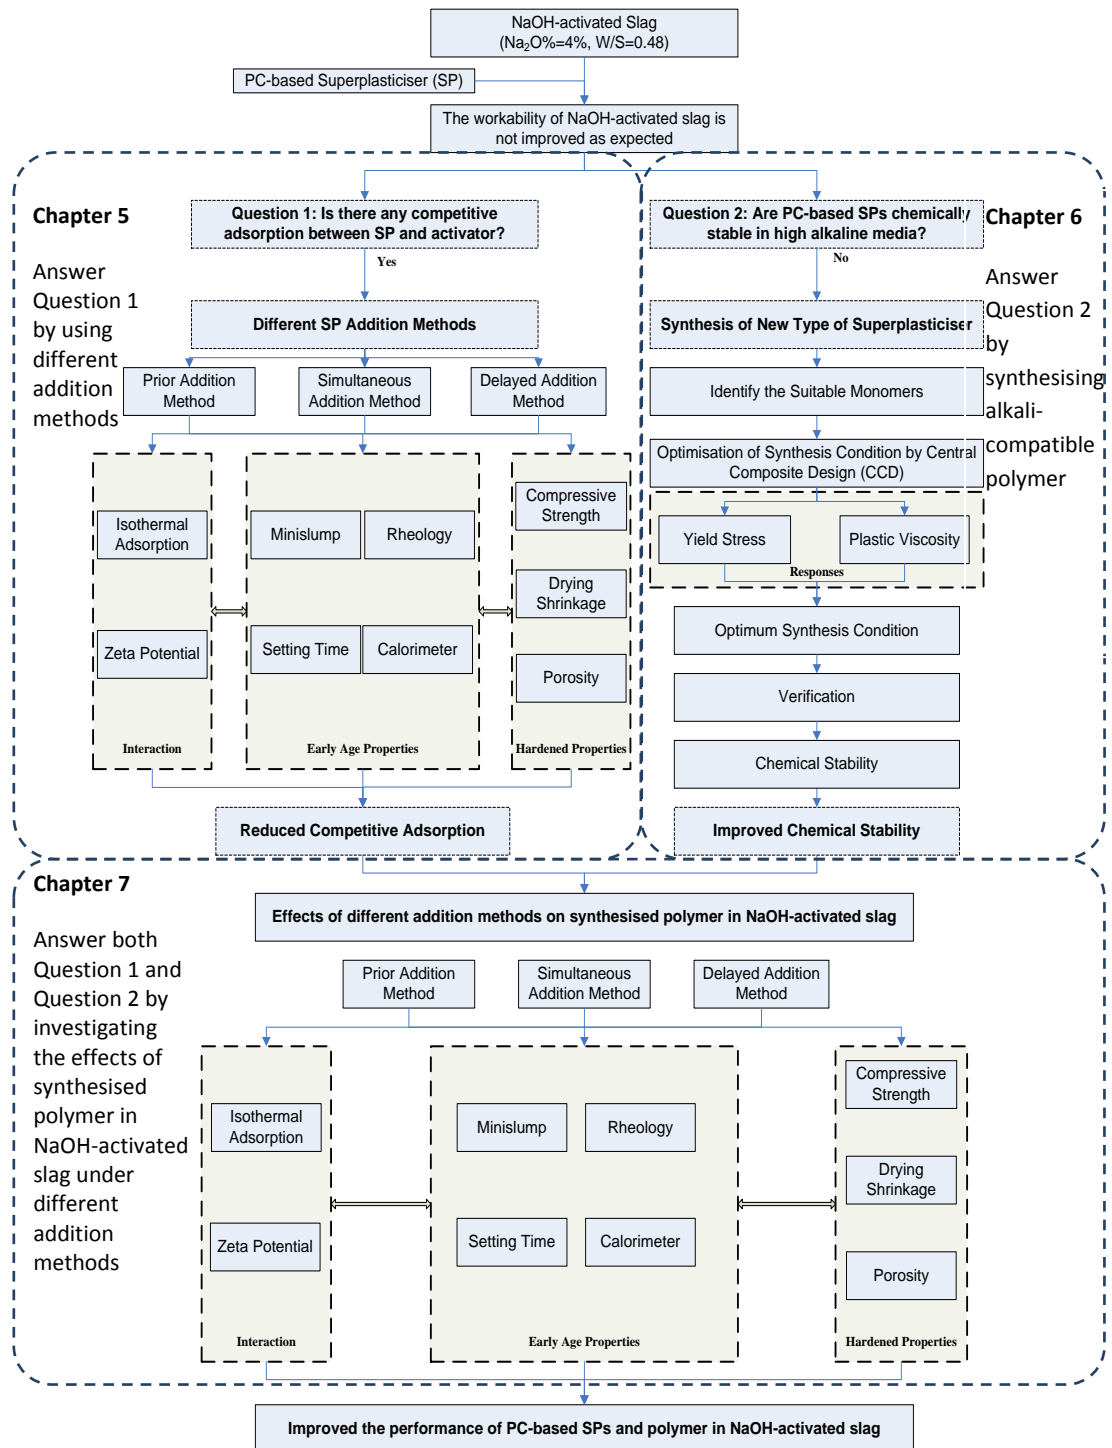 NaOH-activated Slag
(Na₂O%=4%, W/S=0.48)
PC-based Superplasticiser (SP)
The workability of NaOH-activated slag is
not improved as expected
Chapter 5
Answer
Question 1
by using
different
addition
methods
Question 1: Is there any competitive
adsorption between SP and activator?
Yes
Different SP Addition Methods
Prior Addition
Method
Simultaneous
Addition Method
Delayed Addition
Method
Isothermal
Adsorption
Zeta Potential
Interaction
Minislump
Rheology
Setting Time
Calorimeter
Early Age Properties
Compressive
Strength
Drying
Shrinkage
Porosity
Hardened Properties
Reduced Competitive Adsorption
Chapter 6
Answer
Question 2
by
synthesising
alkali-
compatible
polymer
Question 2: Are PC-based SPs chemically
stable in high alkaline media?
No
Synthesis of New Type of Superplasticiser
Identify the Suitable Monomers
Optimisation of Synthesis Condition by Central
Composite Design (CCD)
Yield Stress
Plastic Viscosity
Responses
Optimum Synthesis Condition
Verification
Chemical Stability
Improved Chemical Stability
Chapter 7
Answer both
Question 1 and
Question 2 by
investigating
the effects of
synthesised
polymer in
NaOH-activated
slag under
different
addition
methods
Effects of different addition methods on synthesised polymer in NaOH-activated slag
Prior Addition
Method
Simultaneous
Addition Method
Delayed Addition
Method
Isothermal
Adsorption
Zeta Potential
Interaction
Minislump
Rheology
Setting Time
Calorimeter
Early Age Properties
Compressive
Strength
Drying
Shrinkage
Porosity
Hardened Properties
Improved the performance of PC-based SPs and polymer in NaOH-activated slag